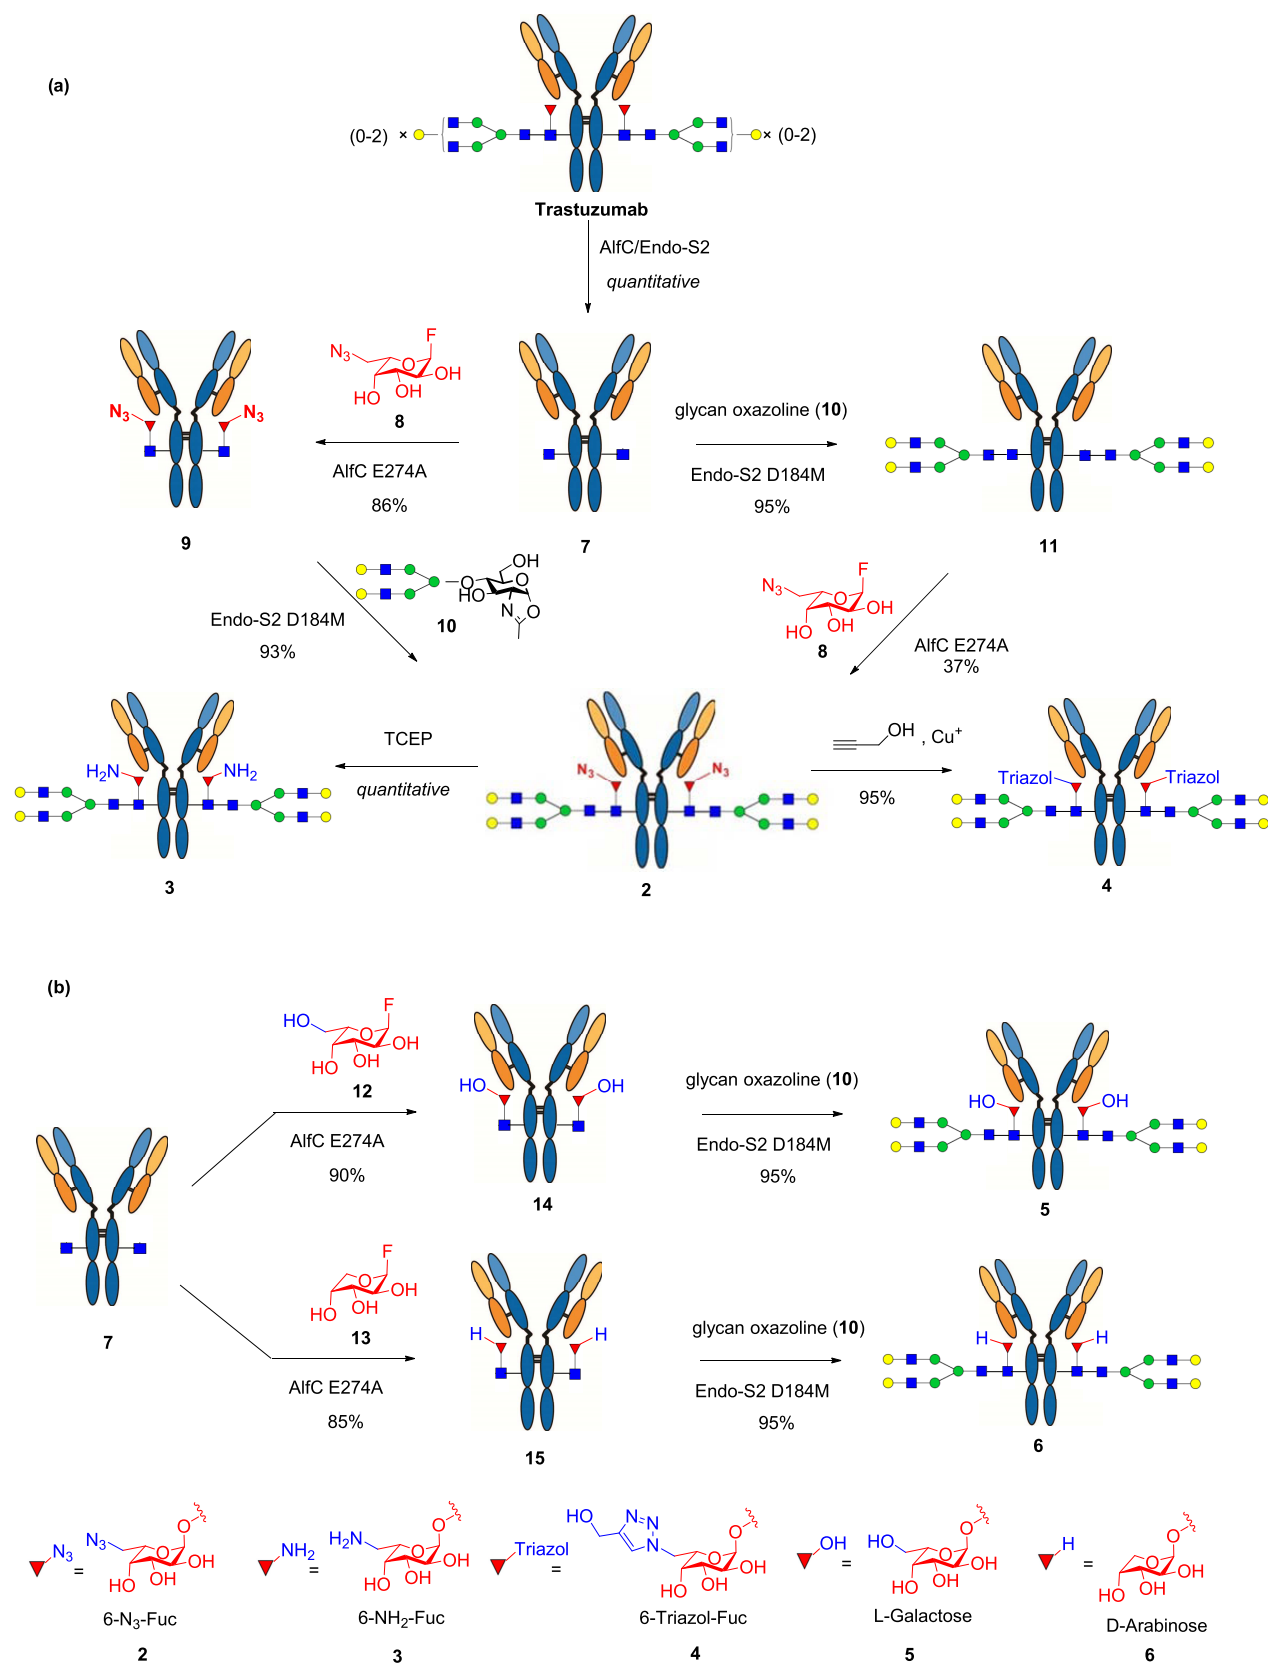 (a)
(0-2) × × (0-2)
Trastuzumab
AlfC/Endo-S2
quantitative
N3 F
O
OH
HO OH
8
AlfC E274A
86%
N3 N3
9
7
glycan oxazoline (10)
Endo-S2 D184M
95%
11
Endo-S2 D184M
93%
O OH
HO O
N O
10
N3 F
O
OH
HO OH
8
AlfC E274A
37%
H2N NH2
3
TCEP
quantitative
N3 N3
2
OH , Cu+
95%
Triazol Triazol
4
(b)
7
HO F
O
OH
HO OH
12
AlfC E274A
90%
HO OH
14
glycan oxazoline (10)
Endo-S2 D184M
95%
HO OH
5
F
O
OH
HO OH
13
AlfC E274A
85%
H H
15
glycan oxazoline (10)
Endo-S2 D184M
95%
H H
6
N3 = N3 O
O
OH
HO OH
6-N3-Fuc
2
NH2 = H2N O
O
OH
HO OH
6-NH2-Fuc
3
Triazol = HO N N N O
O
OH
HO OH
6-Triazol-Fuc
4
OH = HO O
O
OH
HO OH
L-Galactose
5
H = O
O
OH
HO OH
D-Arabinose
6